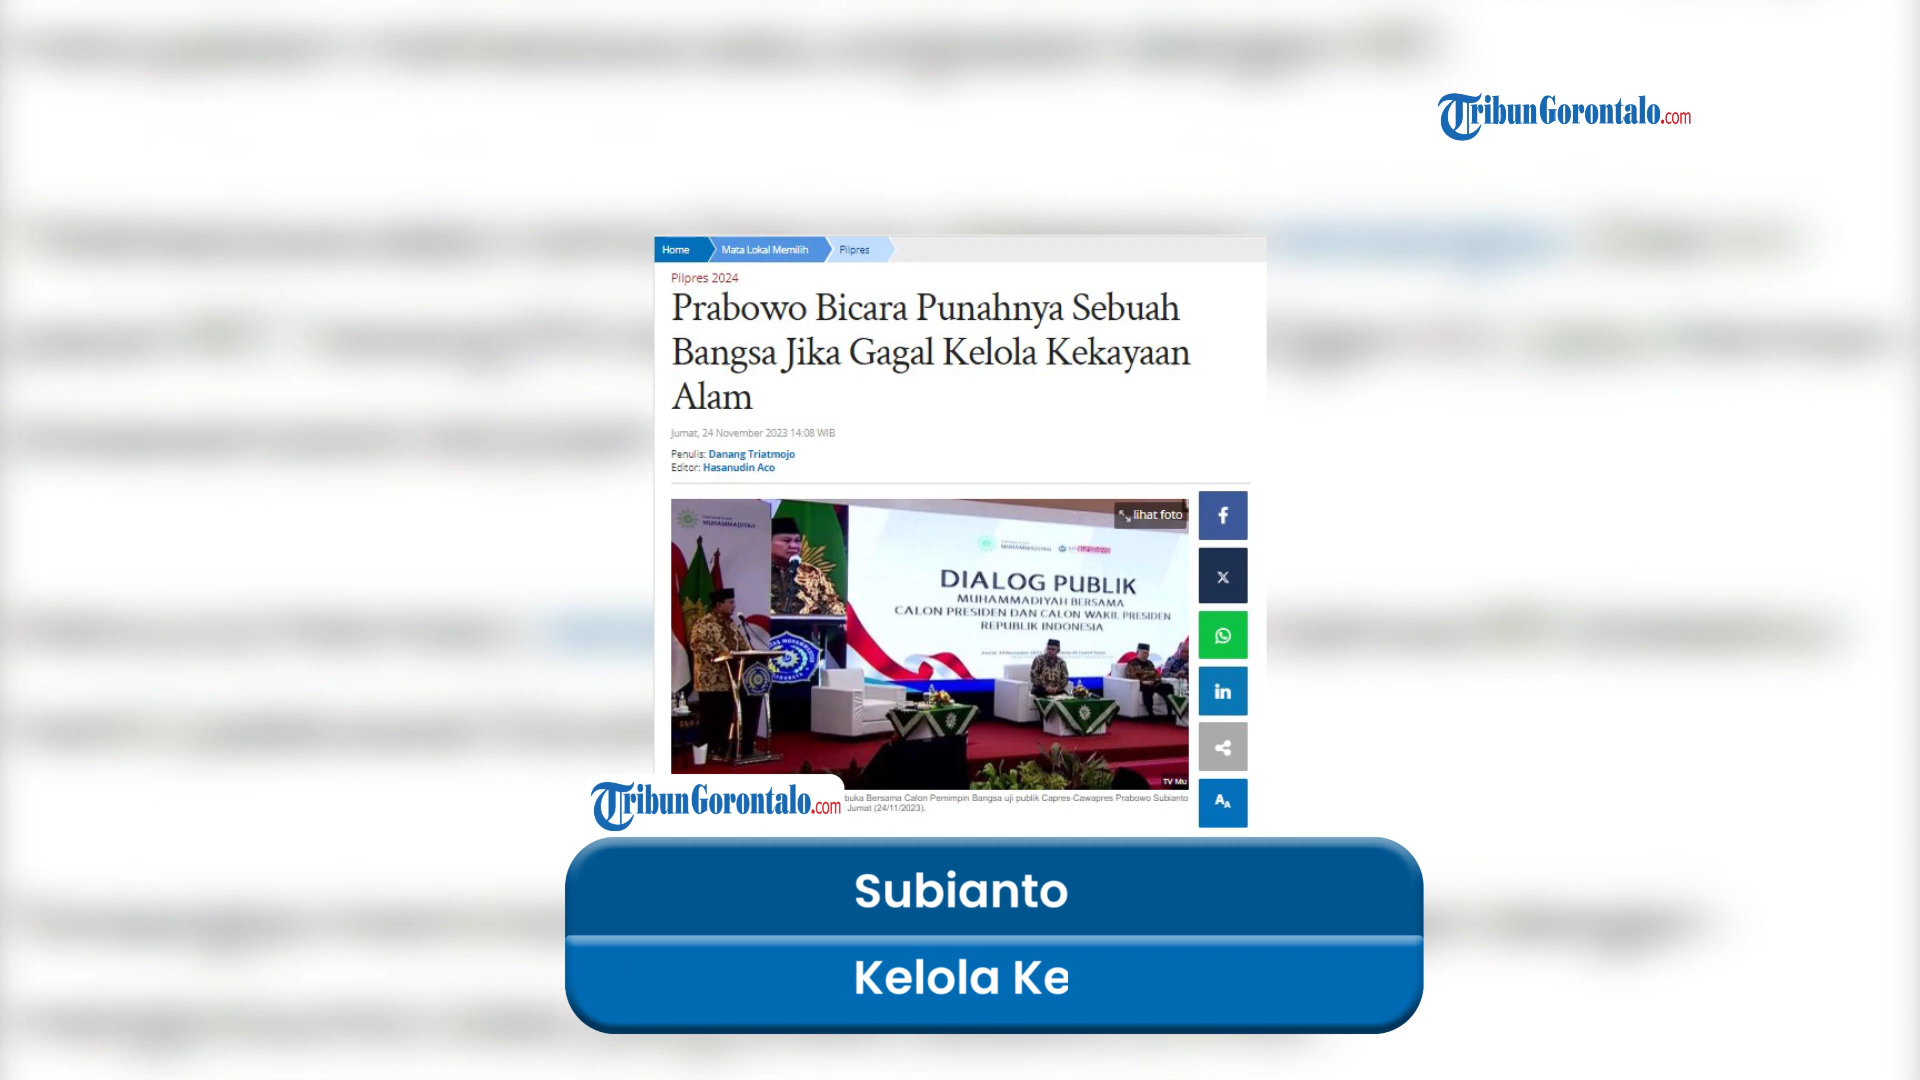 TribunGorontalo.com
Home
Mata Lokal Memilih
Pilpres
Pilpres 2024
Prabowo Bicara Punahnya Sebuah
Bangsa Jika Gagal Kelola Kekayaan
Alam
Jumat, 24 November 2023 14:08 WIB
Penulis: Danang Triatmojo
Editor: Hasanudin Aco
lihat foto
MUHAMMADIYAH
MUHAMMADIYAH
DIALOG PUBLIK
MUHAMMADIYAH BERSAMA
CALON PRESIDEN DAN CALON WAKIL PRESIDEN
REPUBLIK INDONESIA
TV Mu
TribunGorontalo.com
buka Bersama Calon Pemimpin Bangsa uji publik Capres-Cawapres Prabowo Subianto
Jumat (24/11/2023).
AA
Subianto
Kelola Ke